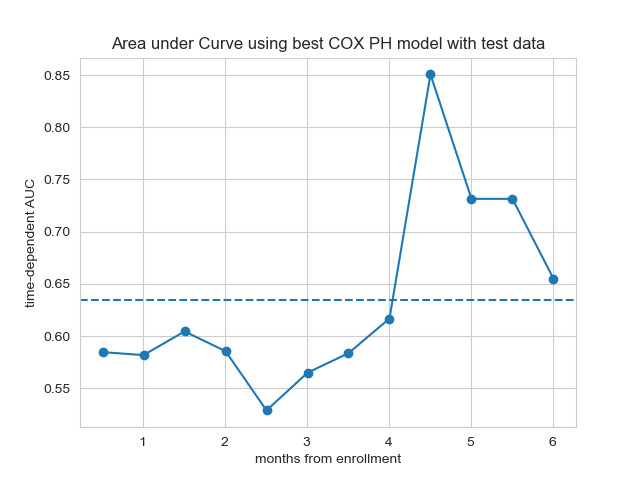 Area under Curve using best COX PH model with test data
time-dependent AUC
0.85
0.80
0.75
0.70
0.65
0.60
0.55
1 2 3 4 5 6
months from enrollment